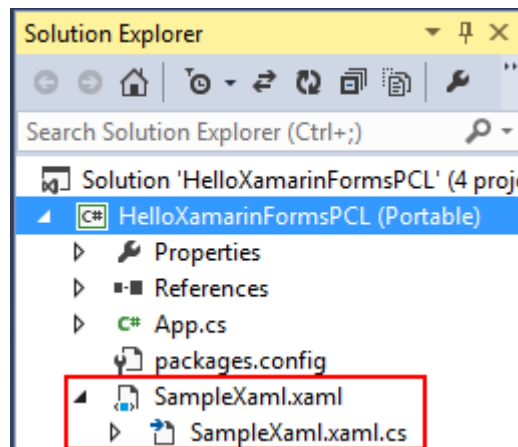 Solution Explorer
Search Solution Explorer (Ctrl+;)
Solution 'HelloXamarinFormsPCL' (4 proj
C# HelloXamarinFormsPCL (Portable)
Properties
References
C# App.cs
packages.config
SampleXaml.xaml
SampleXaml.xaml.cs